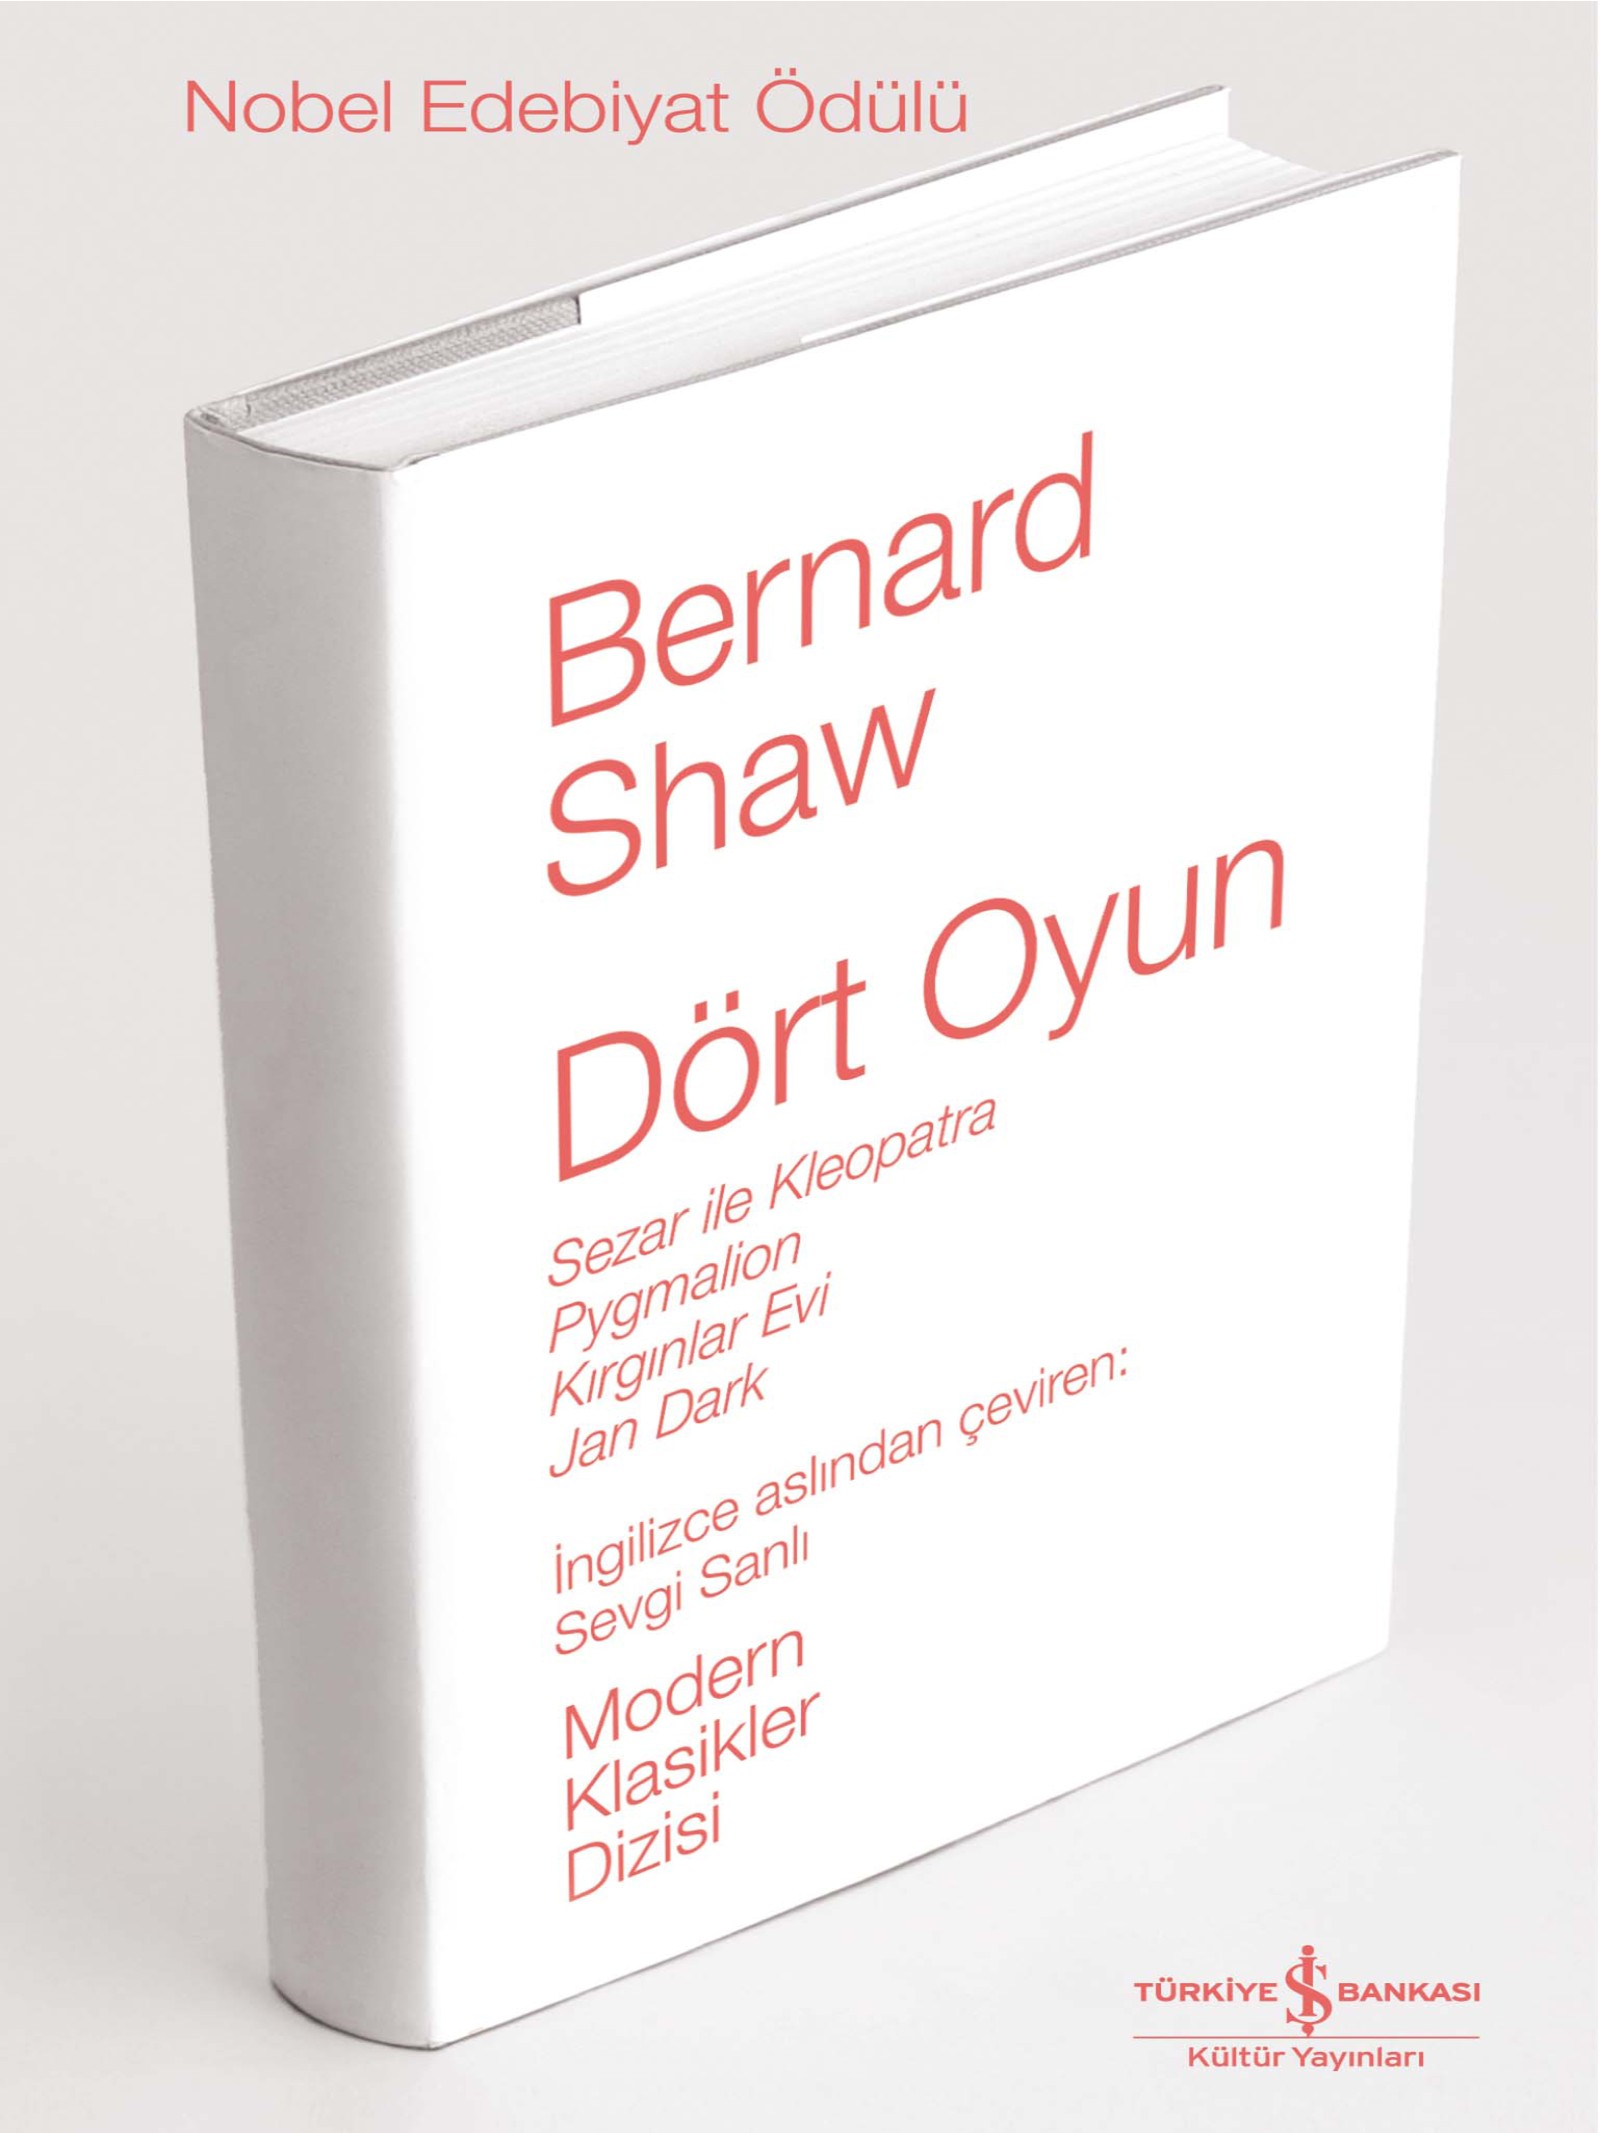 Nobel Edebiyat Ödülü
Bernard
Shaw
Dört Oyun
Sezar ile Kleopatra
Pygmalion
Kırgınlar Evi
Jan Dark
İngilizce aslından çeviren:
Sevgi Sanlı
Modern
Klasikler
Dizisi
TÜRKİYE İŞ BANKASI
Kültür Yayınları